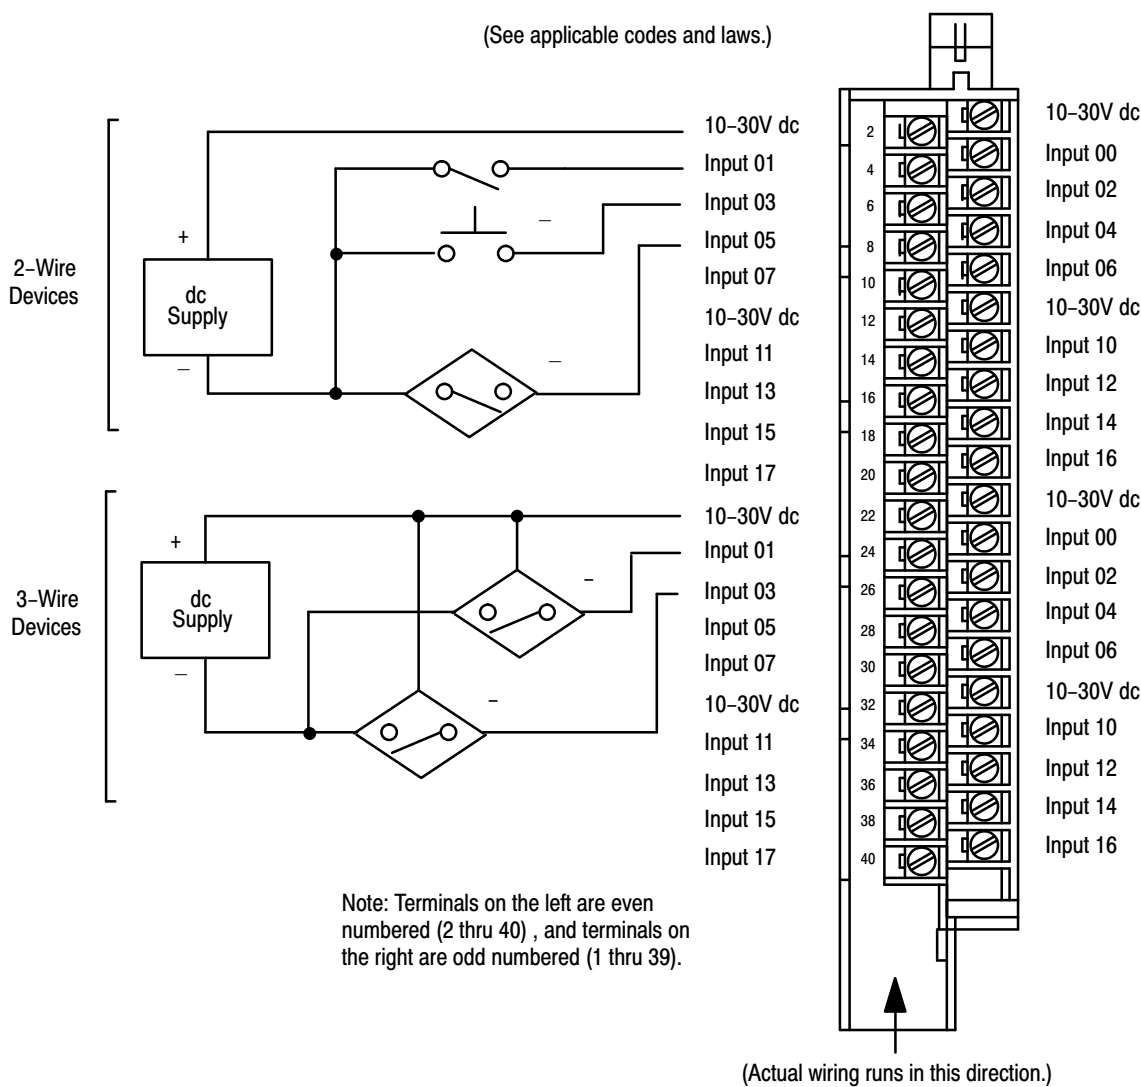 (See applicable codes and laws.)
2–Wire
Devices
+
dc
Supply
–
–
–
10–30V dc
Input 01
Input 03
Input 05
Input 07
10–30V dc
Input 11
Input 13
Input 15
Input 17
3–Wire
Devices
+
dc
Supply
–
–
–
10–30V dc
Input 01
Input 03
Input 05
Input 07
10–30V dc
Input 11
Input 13
Input 15
Input 17
2
4
6
8
10
12
14
16
18
20
22
24
26
28
30
32
34
36
38
40
10–30V dc
Input 00
Input 02
Input 04
Input 06
10–30V dc
Input 10
Input 12
Input 14
Input 16
10–30V dc
Input 00
Input 02
Input 04
Input 06
10–30V dc
Input 10
Input 12
Input 14
Input 16
Note: Terminals on the left are even
numbered (2 thru 40) , and terminals on
the right are odd numbered (1 thru 39).
(Actual wiring runs in this direction.)